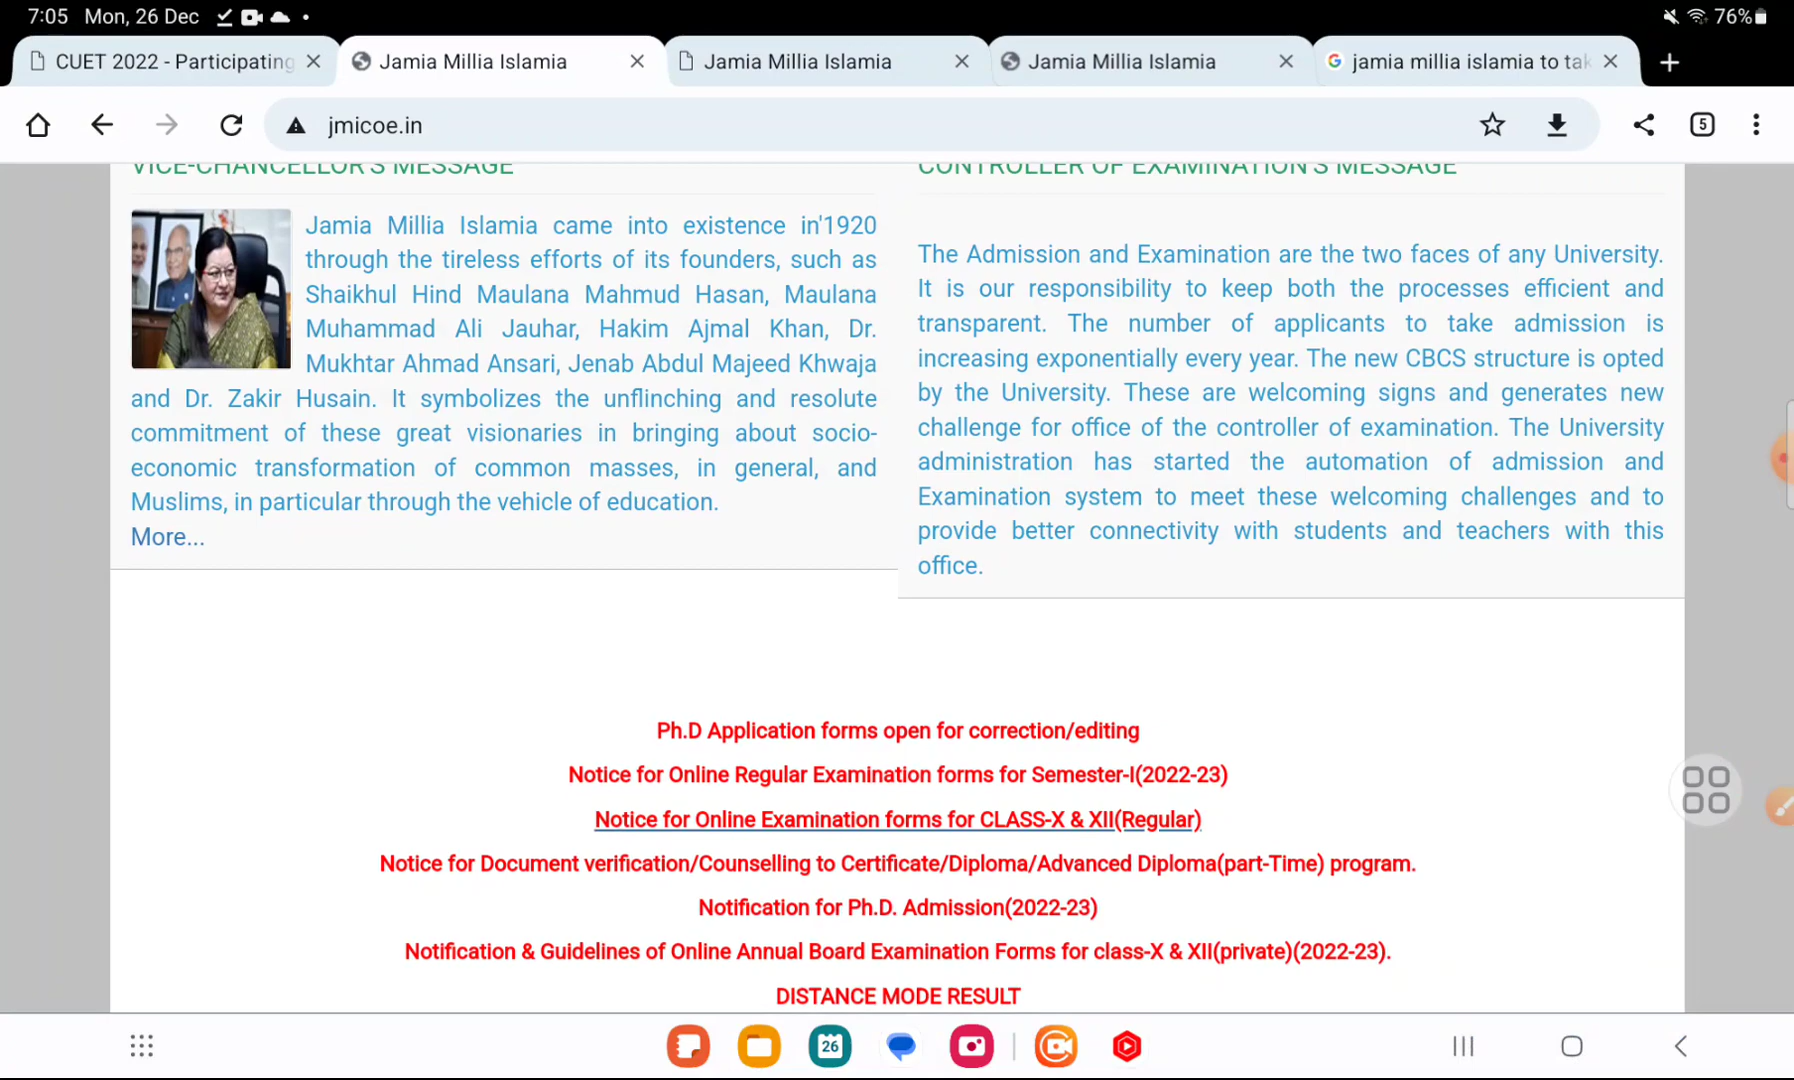 7:05 Mon, 26 Dec
76%
CUET 2022 - Participating
Jamia Millia Islamia
Jamia Millia Islamia
Jamia Millia Islamia
jamia millia islamia to tak
jmicoe.in
5
VICE-CHANCELLOR'S MESSAGE
Jamia Millia Islamia came into existence in'1920
through the tireless efforts of its founders, such as
Shaikhul Hind Maulana Mahmud Hasan, Maulana
Muhammad Ali Jauhar, Hakim Ajmal Khan, Dr.
Mukhtar Ahmad Ansari, Jenab Abdul Majeed Khwaja
and Dr. Zakir Husain. It symbolizes the unflinching and resolute
commitment of these great visionaries in bringing about socio-
economic transformation of common masses, in general, and
Muslims, in particular through the vehicle of education.
More...
CONTROLLER OF EXAMINATION'S MESSAGE
The Admission and Examination are the two faces of any University.
It is our responsibility to keep both the processes efficient and
transparent. The number of applicants to take admission is
increasing exponentially every year. The new CBCS structure is opted
by the University. These are welcoming signs and generates new
challenge for office of the controller of examination. The University
administration has started the automation of admission and
Examination system to meet these welcoming challenges and to
provide better connectivity with students and teachers with this
office.
Ph.D Application forms open for correction/editing
Notice for Online Regular Examination forms for Semester-I(2022-23)
Notice for Online Examination forms for CLASS-X & XII(Regular)
Notice for Document verification/Counselling to Certificate/Diploma/Advanced Diploma(part-Time) program.
Notification for Ph.D. Admission(2022-23)
Notification & Guidelines of Online Annual Board Examination Forms for class-X & XII(private)(2022-23).
DISTANCE MODE RESULT
26